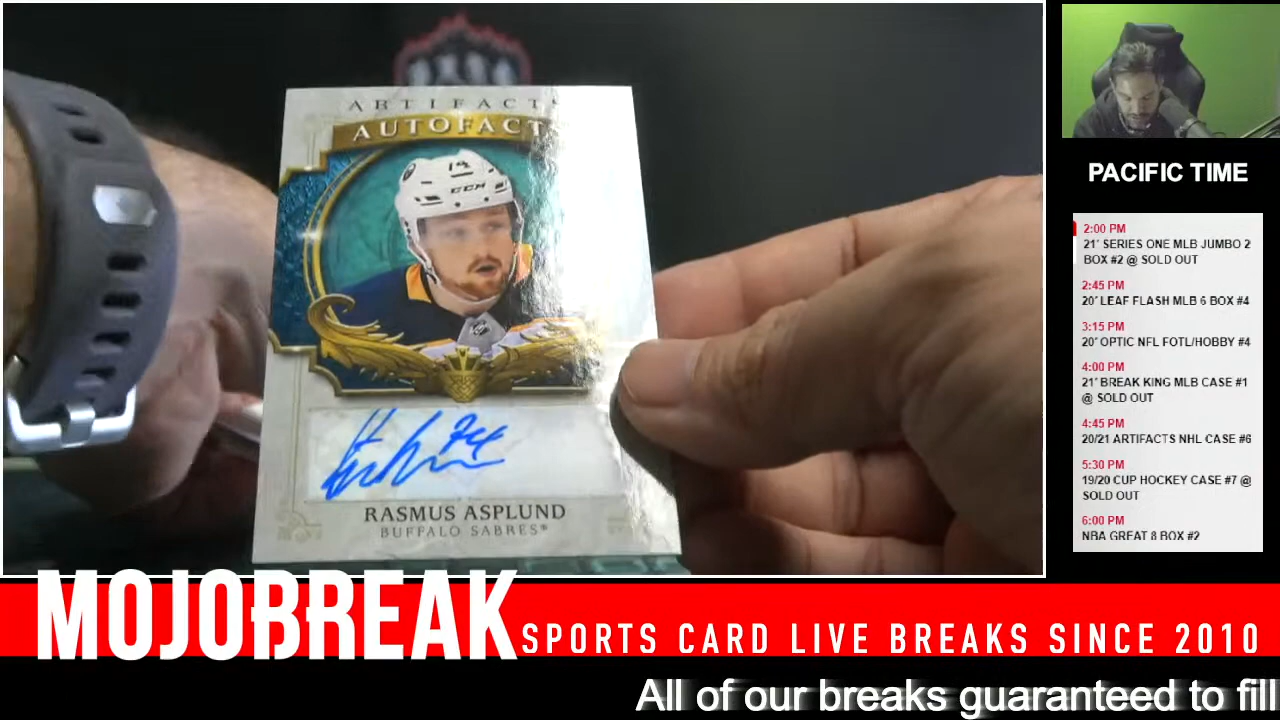 ARTIFACTS
AUTOFACT
14
CCM
74
RASMUS ASPLUND
BUFFALO SABRES®
PACIFIC TIME
2:00 PM
21' SERIES ONE MLB JUMBO 2
BOX #2 @ SOLD OUT
2:45 PM
20' LEAF FLASH MLB 6 BOX #4
3:15 PM
20' OPTIC NFL FOTL/HOBBY #4
4:00 PM
21' BREAK KING MLB CASE #1
@ SOLD OUT
4:45 PM
20/21 ARTIFACTS NHL CASE #6
5:30 PM
19/20 CUP HOCKEY CASE #7 @
SOLD OUT
6:00 PM
NBA GREAT 8 BOX #2
MOJOBREAK
SPORTS CARD LIVE BREAKS SINCE 2010
All of our breaks guaranteed to fill